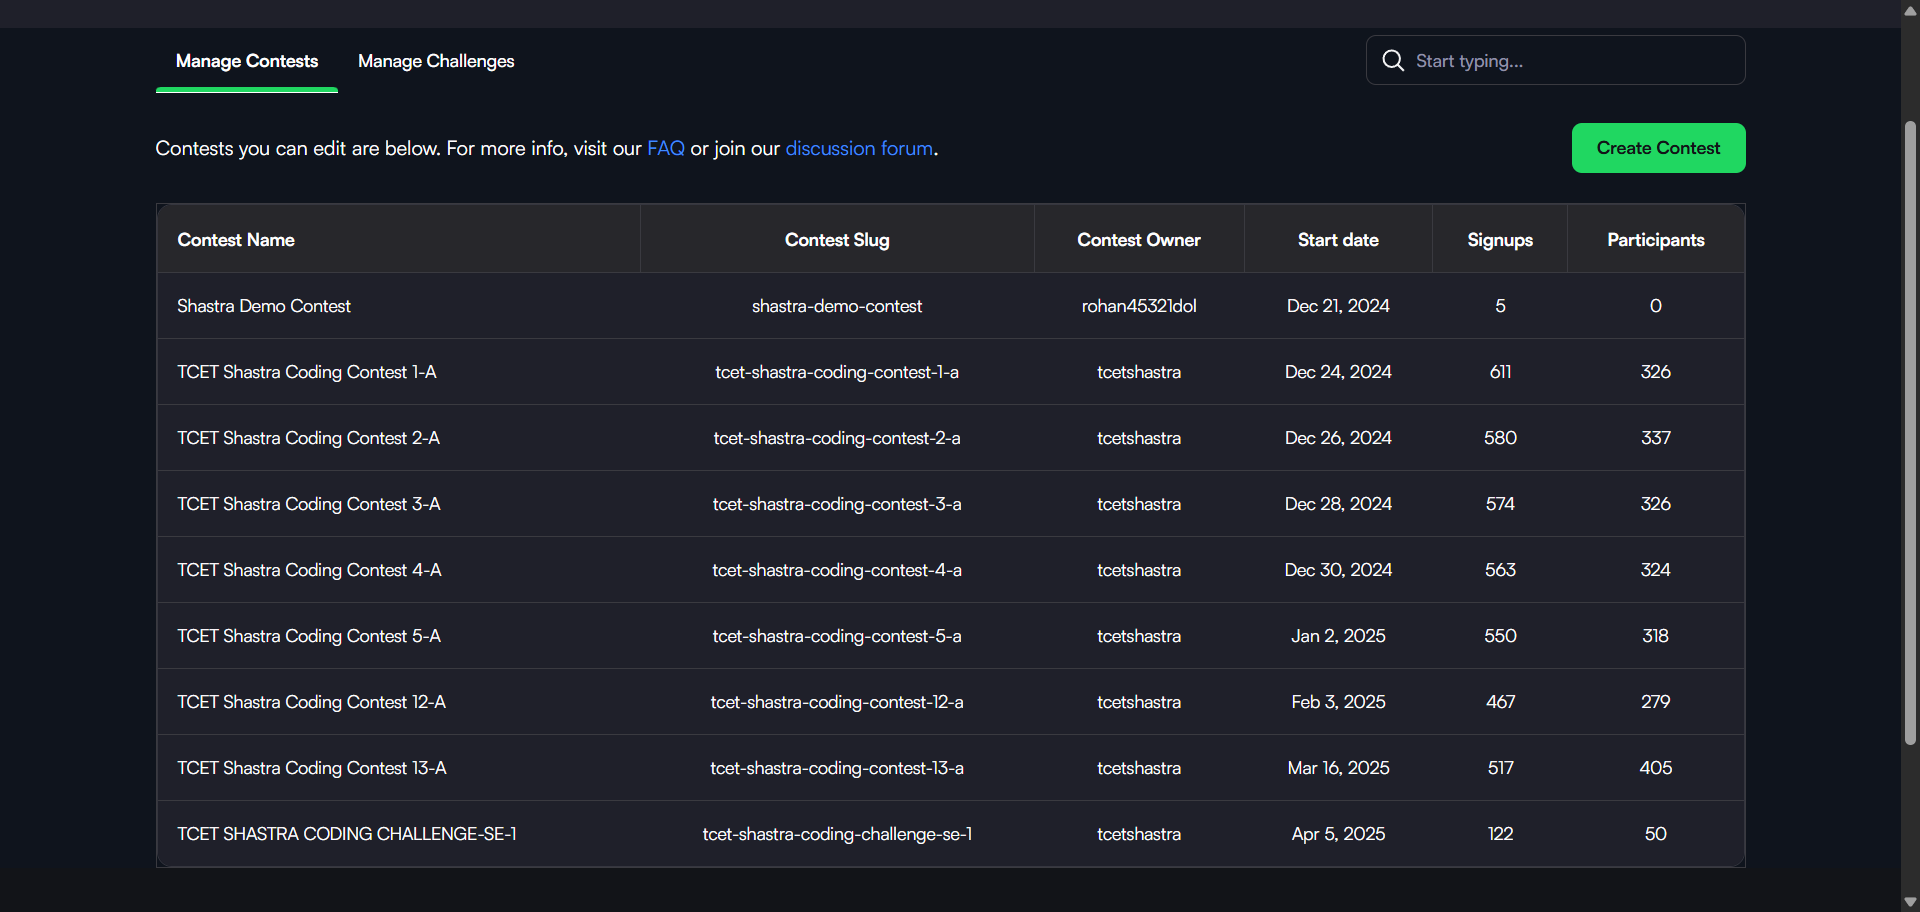 Manage Contests Manage Challenges Start typing...
Contests you can edit are below. For more info, visit our FAQ or join our discussion forum. Create Contest
Contest Name Contest Slug Contest Owner Start date Signups Participants
Shastra Demo Contest shastra-demo-contest rohan45321dol Dec 21, 2024 5 0
TCET Shastra Coding Contest 1-A tcet-shastra-coding-contest-1-a tcetshastra Dec 24, 2024 611 326
TCET Shastra Coding Contest 2-A tcet-shastra-coding-contest-2-a tcetshastra Dec 26, 2024 580 337
TCET Shastra Coding Contest 3-A tcet-shastra-coding-contest-3-a tcetshastra Dec 28, 2024 574 326
TCET Shastra Coding Contest 4-A tcet-shastra-coding-contest-4-a tcetshastra Dec 30, 2024 563 324
TCET Shastra Coding Contest 5-A tcet-shastra-coding-contest-5-a tcetshastra Jan 2, 2025 550 318
TCET Shastra Coding Contest 12-A tcet-shastra-coding-contest-12-a tcetshastra Feb 3, 2025 467 279
TCET Shastra Coding Contest 13-A tcet-shastra-coding-contest-13-a tcetshastra Mar 16, 2025 517 405
TCET SHASTRA CODING CHALLENGE-SE-1 tcet-shastra-coding-challenge-se-1 tcetshastra Apr 5, 2025 122 50